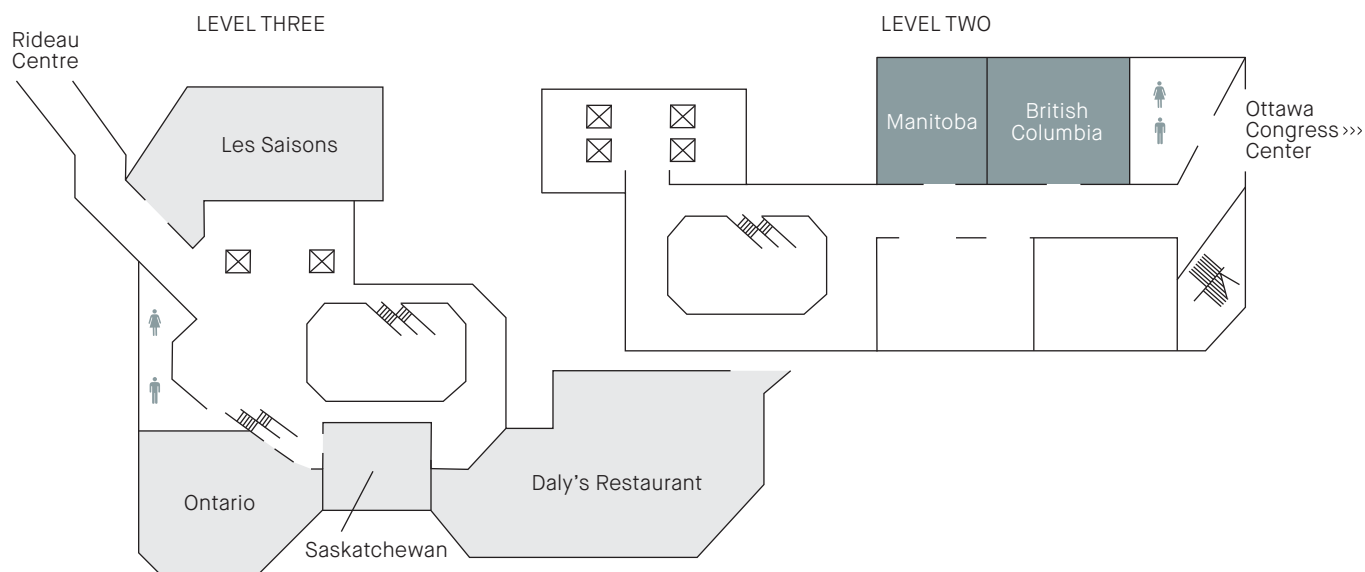 LEVEL THREE
Rideau
Centre
Les Saisons
Ontario
Saskatchewan
Daly's Restaurant
LEVEL TWO
Manitoba
British
Columbia
Ottawa
Congress ›››
Center